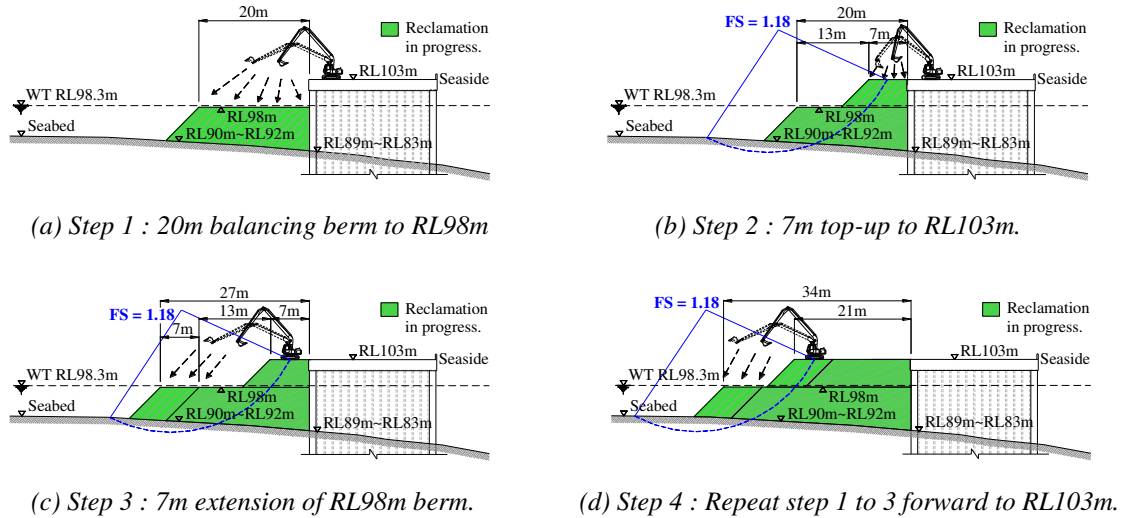 20m
Reclamation
in progress.
RL103m
Seaside
WT RL98.3m
RL98m
Seabed
RL90m~RL92m
RL89m~RL83m
(a) Step 1 : 20m balancing berm to RL98m
FS = 1.18
20m
13m
7m
Reclamation
in progress.
RL103m
Seaside
WT RL98.3m
RL98m
Seabed
RL90m~RL92m
RL89m~RL83m
(b) Step 2 : 7m top-up to RL103m.
27m
FS = 1.18
13m
7m
7m
Reclamation
in progress.
RL103m
Seaside
WT RL98.3m
RL98m
Seabed
RL90m~RL92m
RL89m~RL83m
(c) Step 3 : 7m extension of RL98m berm.
34m
FS = 1.18
21m
Reclamation
in progress.
RL103m
Seaside
WT RL98.3m
RL98m
Seabed
RL90m~RL92m
RL89m~RL83m
(d) Step 4 : Repeat step 1 to 3 forward to RL103m.